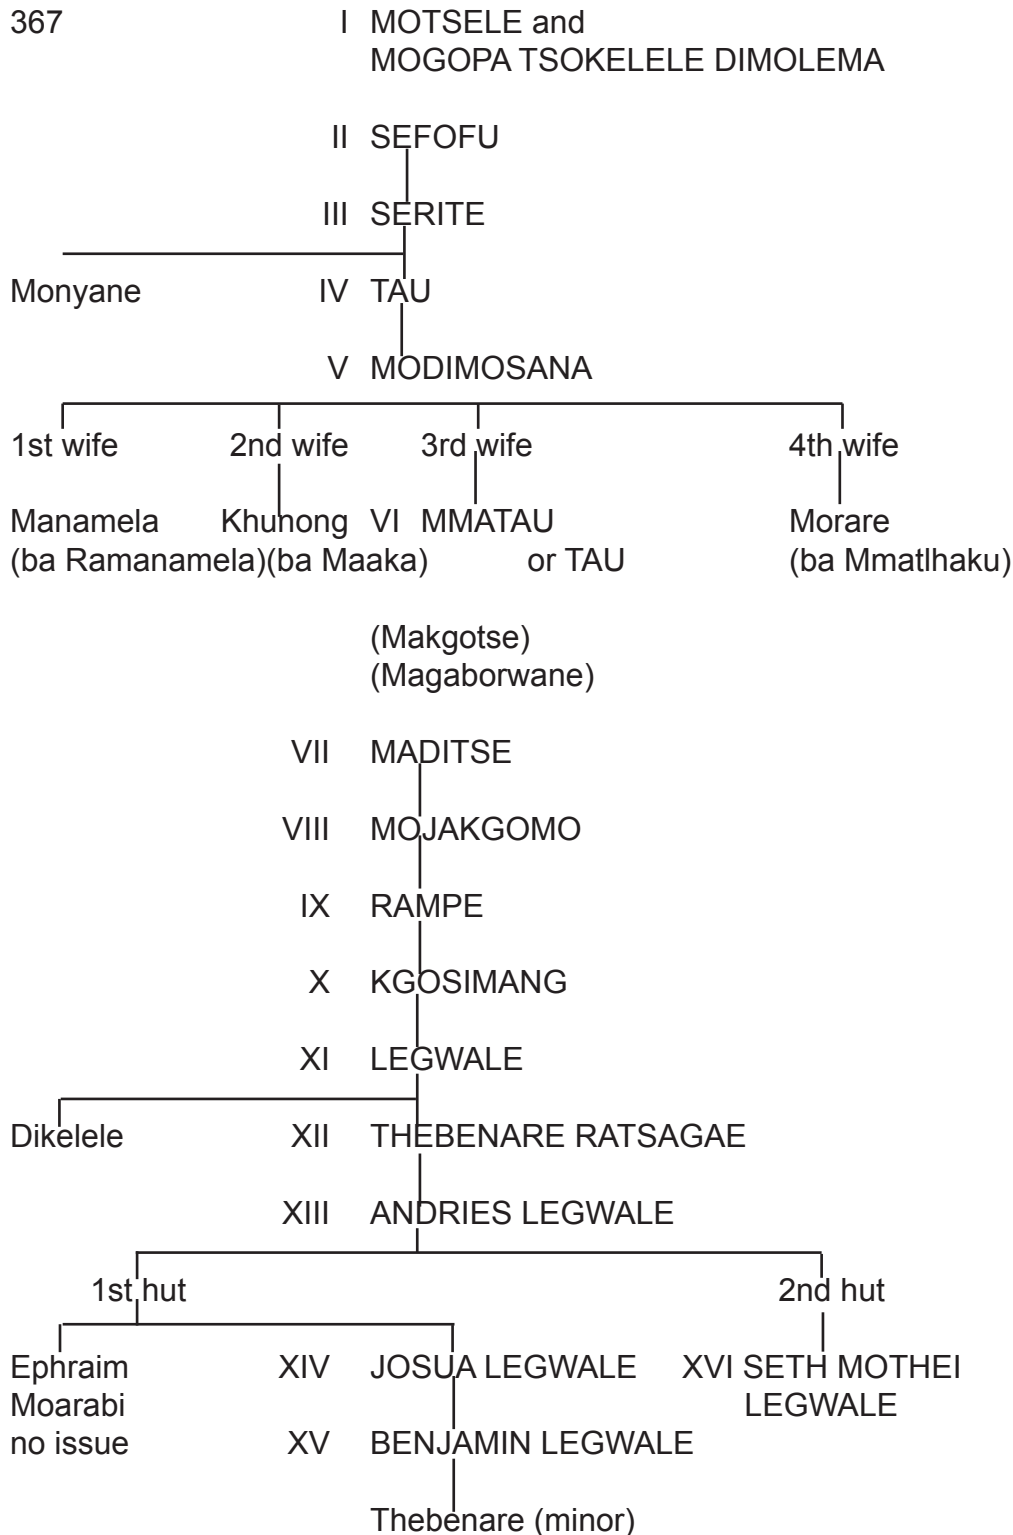 367 I MOTSELE and
MOGOPA TSOKELELE DIMOLEMA
II SEFOFU
III SERITE
Monyane IV TAU
V MODIMOSANA
1st wife 2nd wife 3rd wife 4th wife
Manamela Khunong VI MMATAU Morare
(ba Ramanamela)(ba Maaka) or TAU (ba Mmatlhaku)
(Makgotse)
(Magaborwane)
VII MADITSE
VIII MOJAKGOMO
IX RAMPE
X KGOSIMANG
XI LEGWALE
Dikelele XII THEBENARE RATSAGAE
XIII ANDRIES LEGWALE
1st hut 2nd hut
Ephraim XIV JOSUA LEGWALE XVI SETH MOTHEI
Moarabi LEGWALE
no issue XV BENJAMIN LEGWALE
Thebenare (minor)